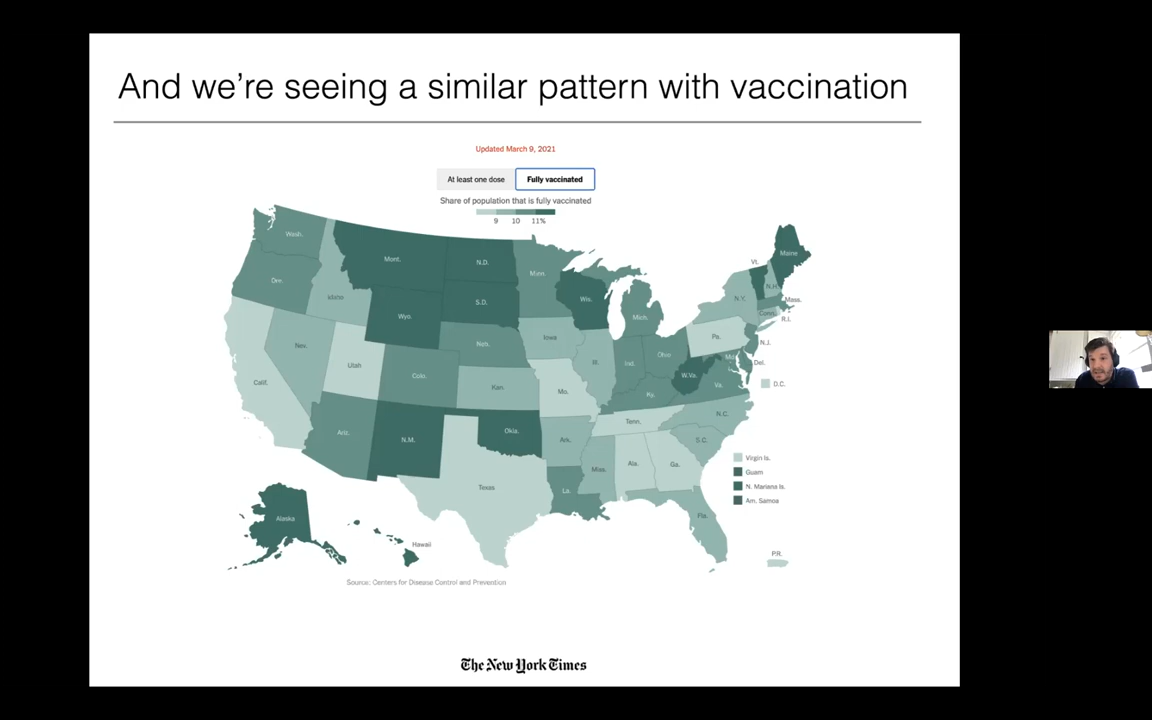 And we're seeing a similar pattern with vaccination
Updated March 9, 2021
At least one dose Fully vaccinated
Share of population that is fully vaccinated
9 10 11%
Wash.
Mont.
N.D.
Minn.
Maine
Vt.
N.H.
Ore.
Idaho
Wyo.
S.D.
Wis.
Mich.
N.Y.
Mass.
Conn.
R.I.
Nev.
Utah
Colo.
Neb.
Iowa
Ill.
Ind.
Ohio
Pa.
N.J.
Md.
Del.
D.C.
Calif.
Kan.
Mo.
Ky.
W.Va.
Va.
Ariz.
N.M.
Okla.
Ark.
Tenn.
N.C.
S.C.
Texas
La.
Miss.
Ala.
Ga.
Fla.
Virgin Is.
Guam
N. Mariana Is.
Am. Samoa
Alaska
Hawaii
P.R.
Source: Centers for Disease Control and Prevention
The New York Times